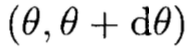 (θ, θ + dθ)